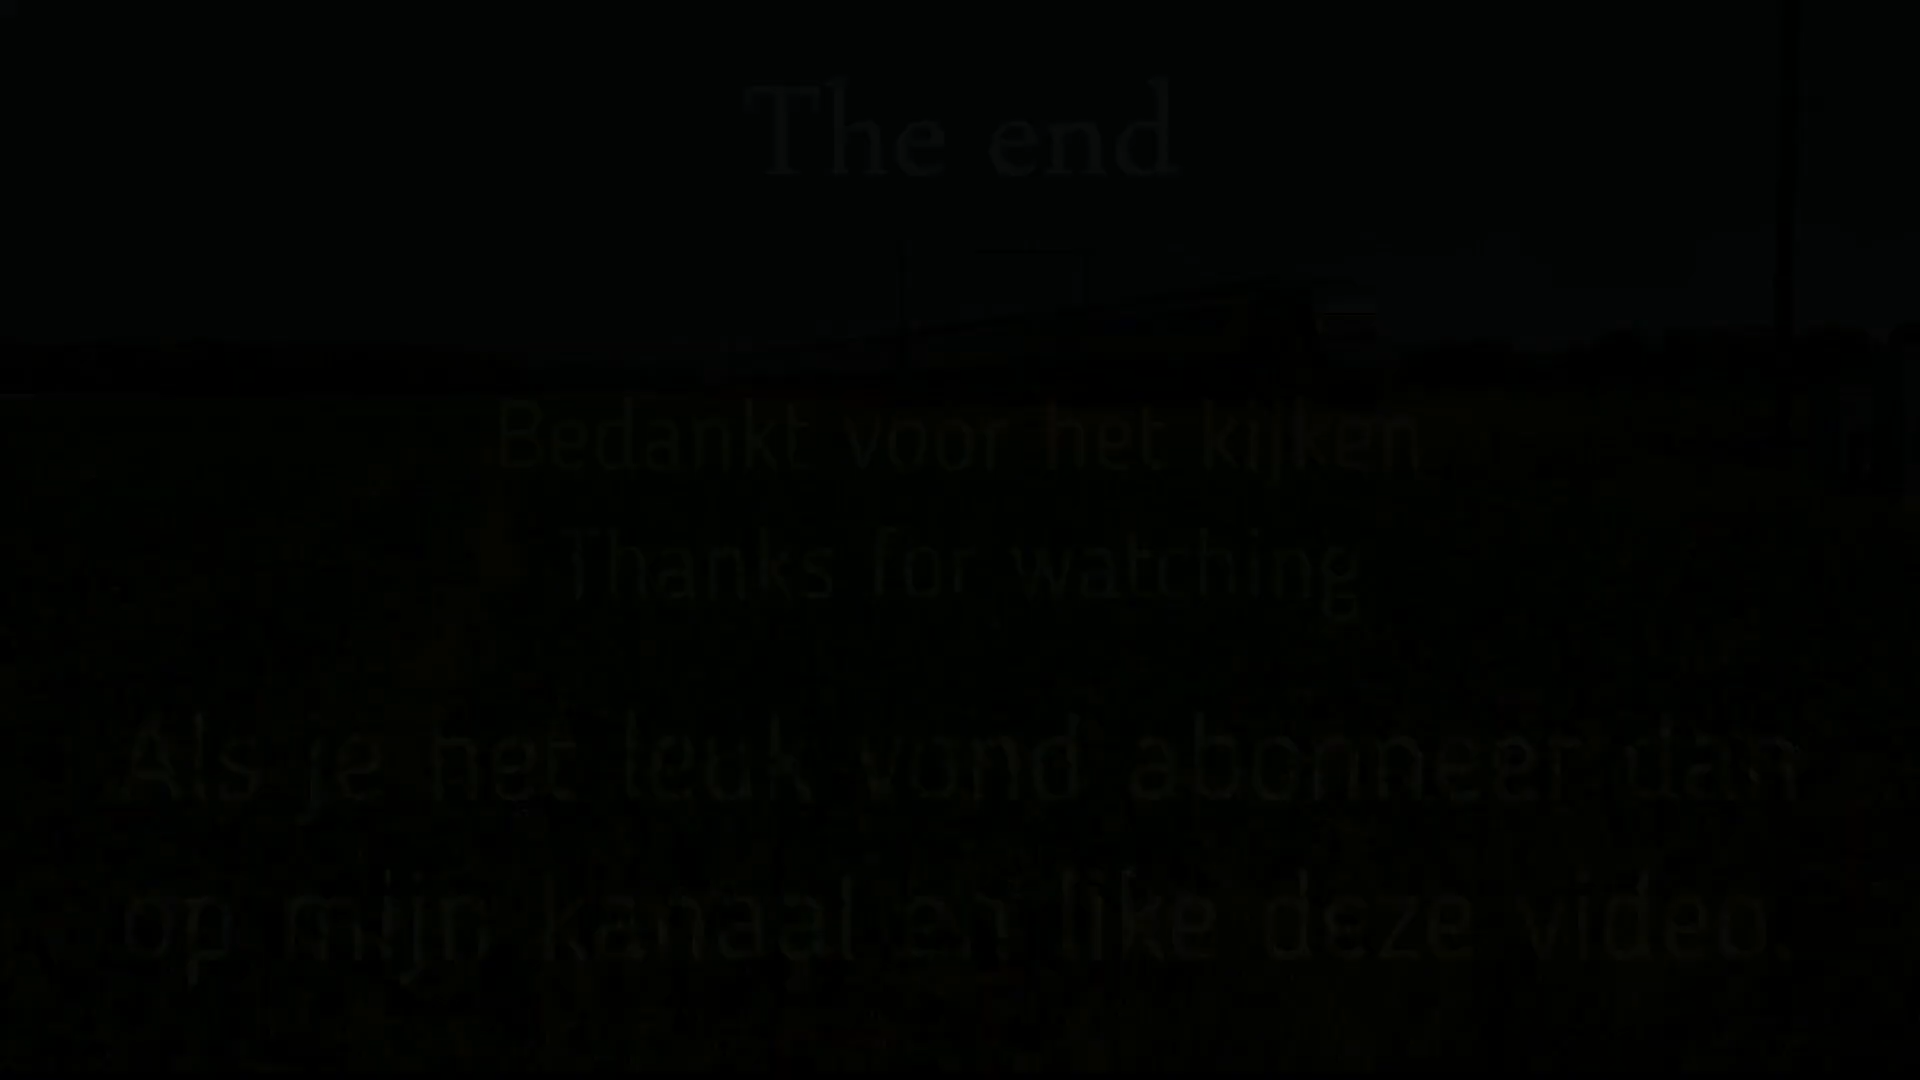 The end
Bedankt voor het kijken
Thanks for watching
Als je het leuk vond abonneer dan
op mijn kanaal en like deze video.